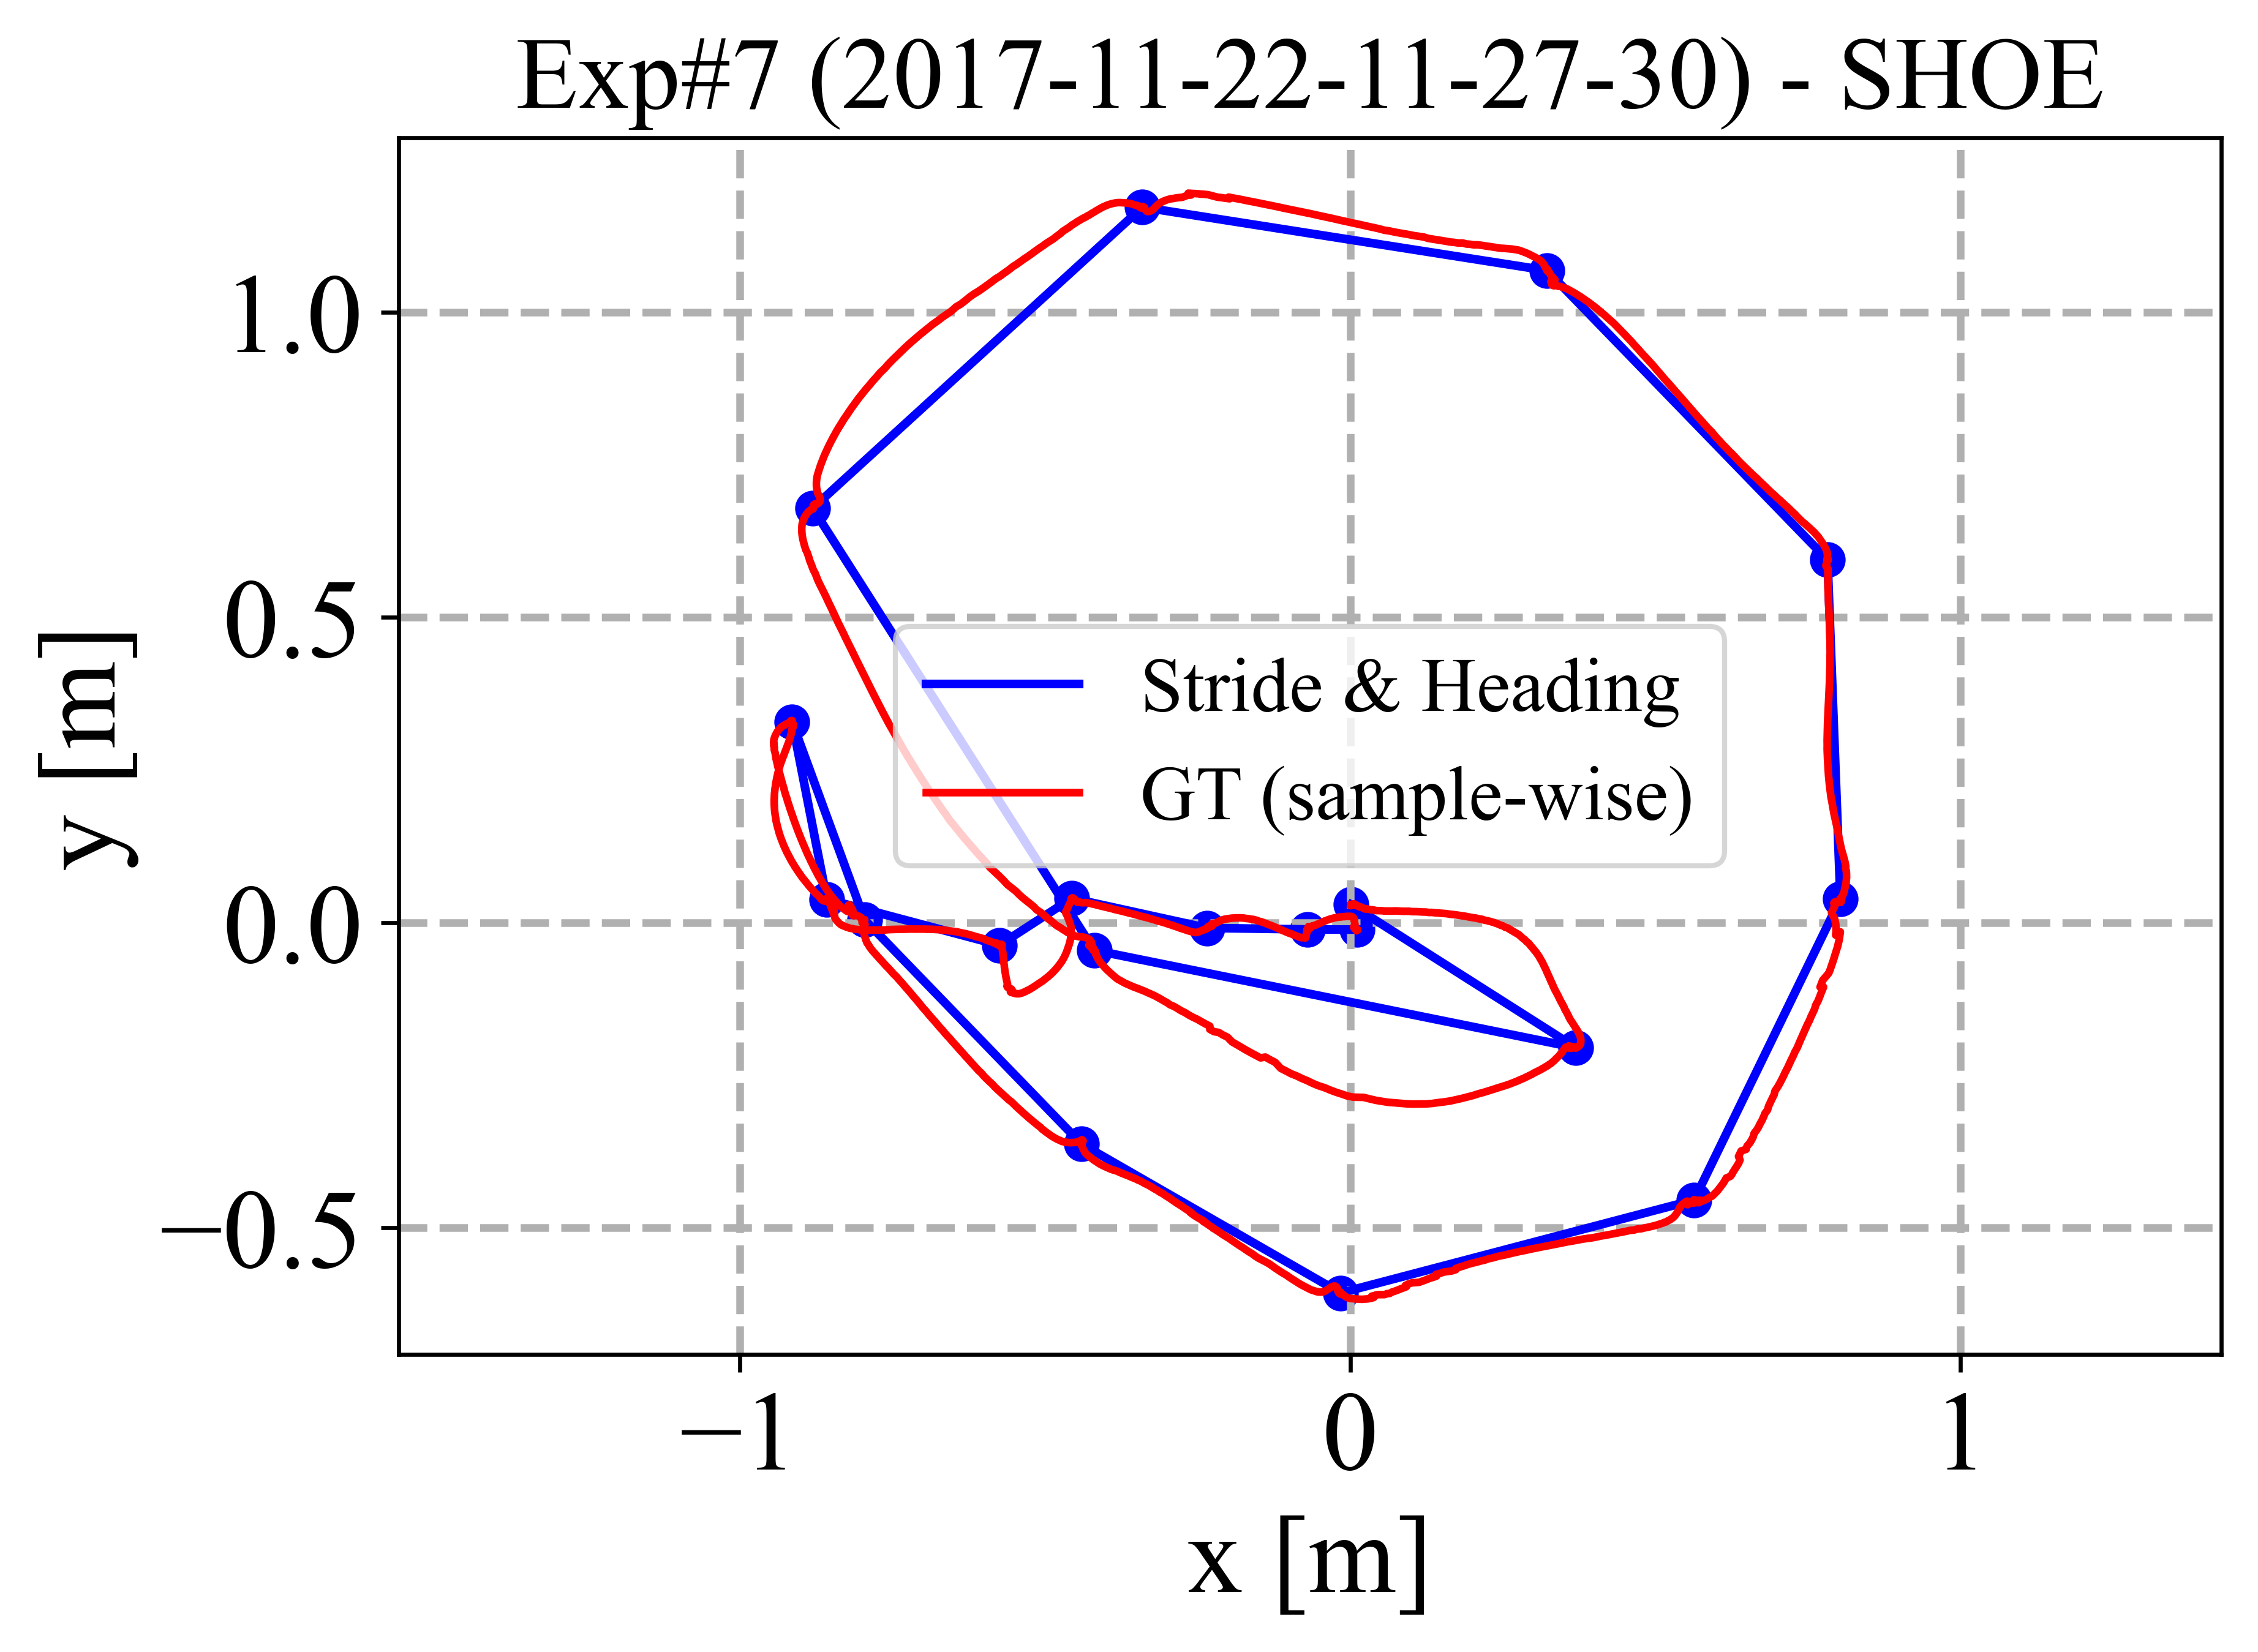 Exp#7 (2017-11-22-11-27-30) - SHOE
y [m]
1.0
0.5
0.0
−0.5
Stride & Heading
GT (sample-wise)
−1
0
1
x [m]